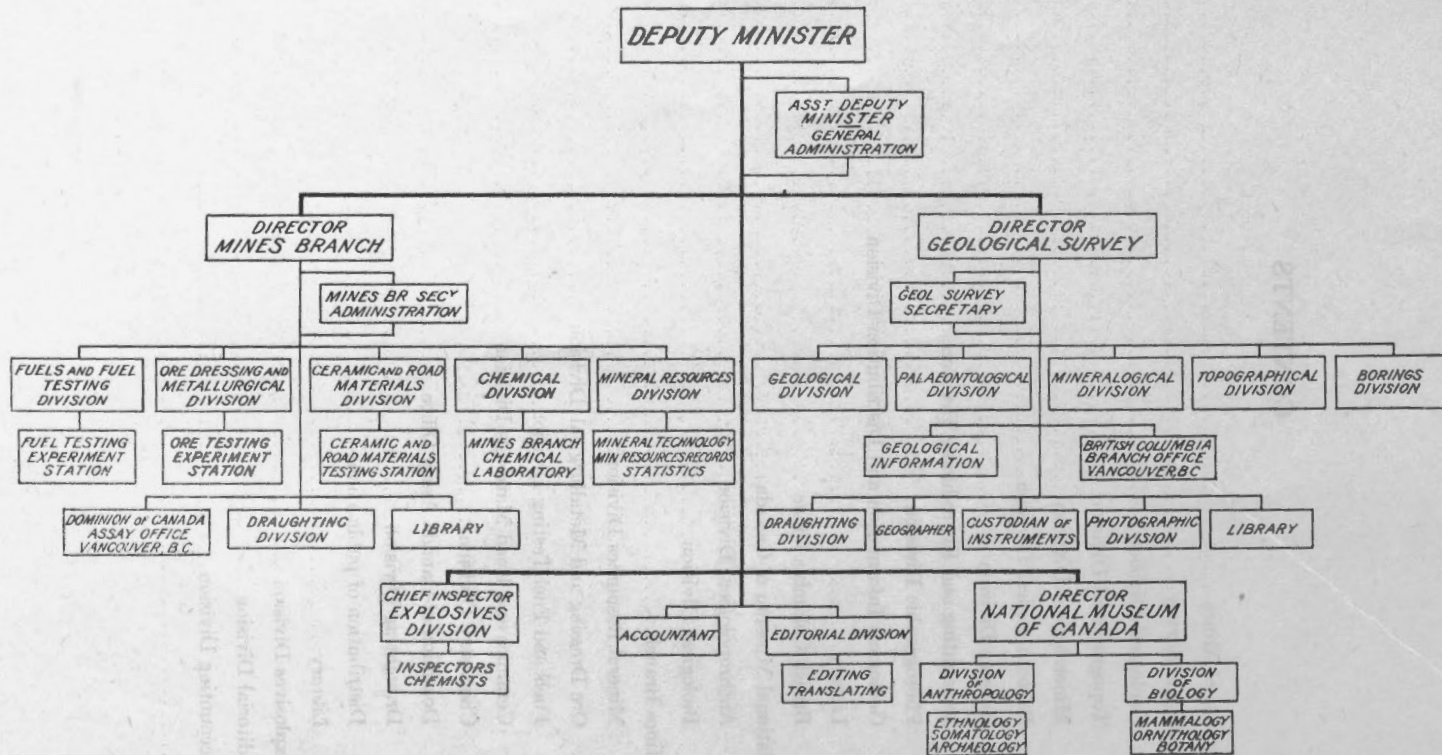 DEPUTY MINISTER
ASST DEPUTY
MINISTER
GENERAL
ADMINISTRATION
DIRECTOR
MINES BRANCH
DIRECTOR
GEOLOGICAL SURVEY
MINES BR SECY
ADMINISTRATION
GEOL SURVEY
SECRETARY
FUELS AND FUEL
TESTING
DIVISION
ORE DRESSING AND
METALLURGICAL
DIVISION
CERAMIC AND ROAD
MATERIALS
DIVISION
CHEMICAL
DIVISION
MINERAL RESOURCES
DIVISION
GEOLOGICAL
DIVISION
PALAEONTOLOGICAL
DIVISION
MINERALOGICAL
DIVISION
TOPOGRAPHICAL
DIVISION
BORINGS
DIVISION
FUEL TESTING
EXPERIMENT
STATION
ORE TESTING
EXPERIMENT
STATION
CERAMIC AND
ROAD MATERIALS
TESTING STATION
MINES BRANCH
CHEMICAL
LABORATORY
MINERAL TECHNOLOGY
MIN RESOURCES RECORDS
STATISTICS
GEOLOGICAL
INFORMATION
BRITISH COLUMBIA
BRANCH OFFICE
VANCOUVER, B.C
DOMINION of CANADA
ASSAY OFFICE
VANCOUVER, B.C.
DRAUGHTING
DIVISION
LIBRARY
DRAUGHTING
DIVISION
GEOGRAPHER
CUSTODIAN OF
INSTRUMENTS
PHOTOGRAPHIC
DIVISION
LIBRARY
CHIEF INSPECTOR
EXPLOSIVES
DIVISION
ACCOUNTANT
EDITORIAL DIVISION
DIRECTOR
NATIONAL MUSEUM
OF CANADA
INSPECTORS
CHEMISTS
EDITING
TRANSLATING
DIVISION
OF
ANTHROPOLOGY
DIVISION
OF
BIOLOGY
ETHNOLOGY
SOMATOLOGY
ARCHAEOLOGY
MAMMALOGY
ORNITHOLOGY
BOTANY